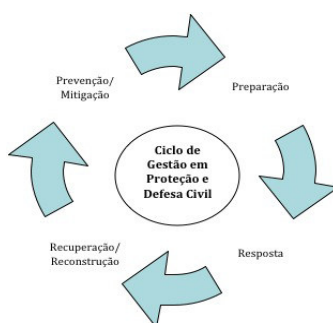 Prevenção/
Mitigação
Preparação
Ciclo de
Gestão em
Proteção e
Defesa Civil
Recuperação/
Reconstrução
Resposta